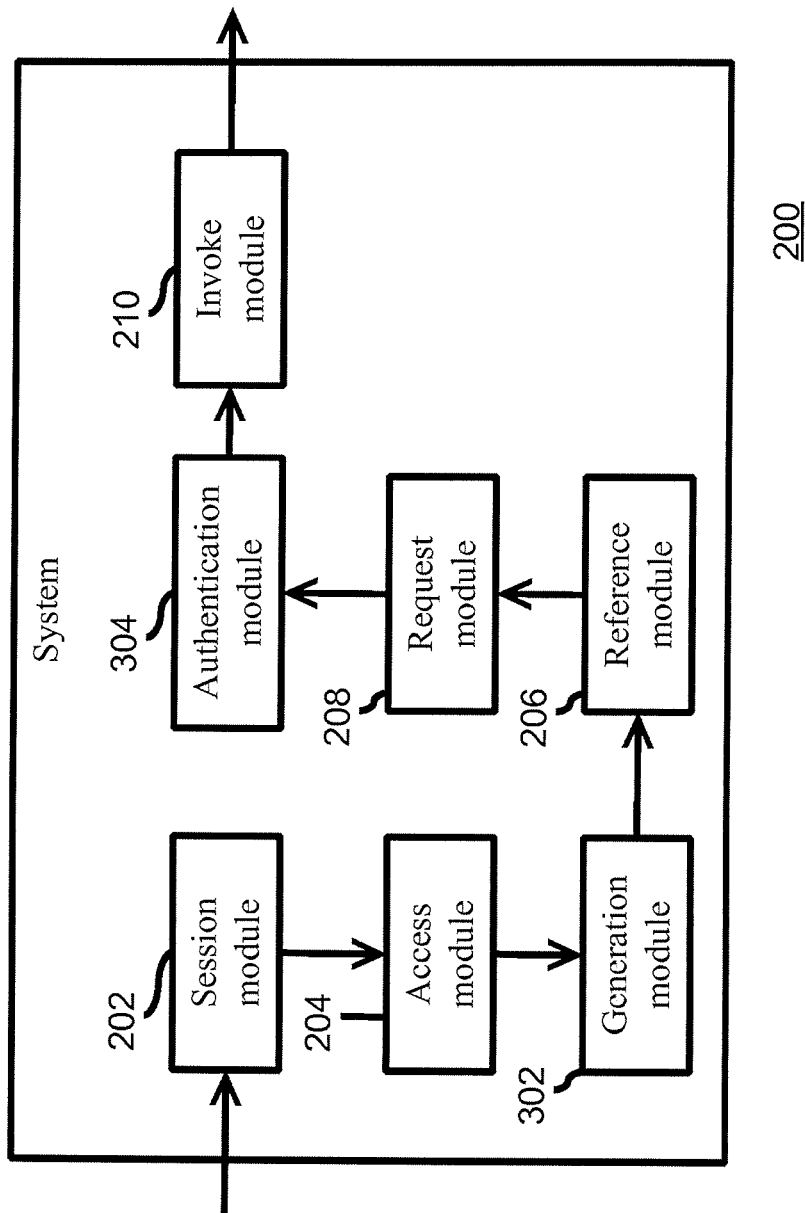 System
202
Session
module
204
Access
module
302
Generation
module
206
Reference
module
208
Request
module
304
Authentication
module
210
Invoke
module
200